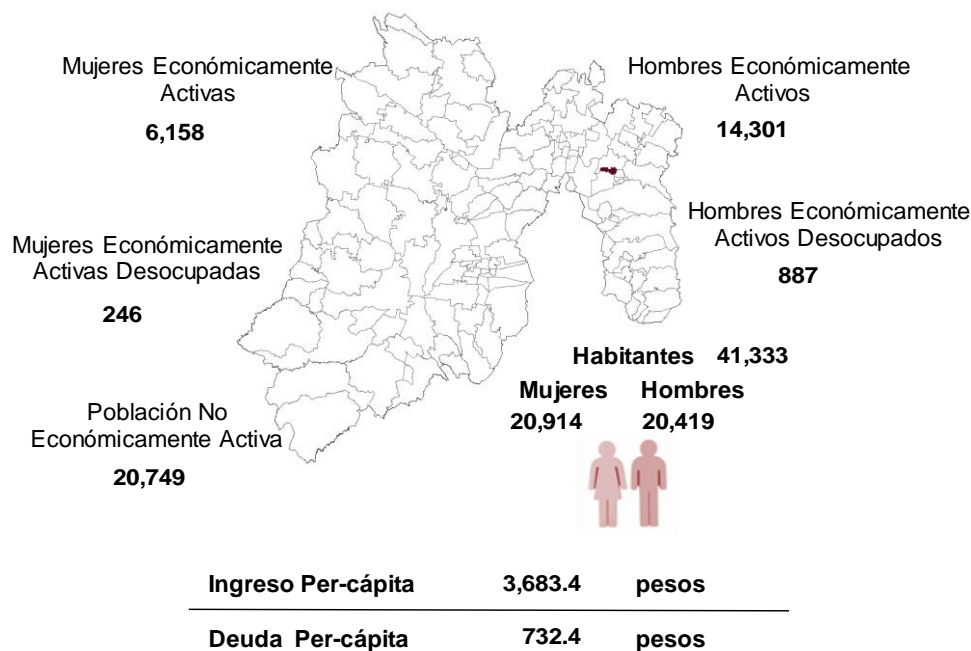 Mujeres Económicamente
Activas
6,158
Hombres Económicamente
Activos
14,301
Mujeres Económicamente
Activas Desocupadas
246
Hombres Económicamente
Activos Desocupados
887
Habitantes 41,333
Mujeres Hombres
20,914 20,419
Población No
Económicamente Activa
20,749
Ingreso Per-cápita 3,683.4 pesos
Deuda Per-cápita 732.4 pesos